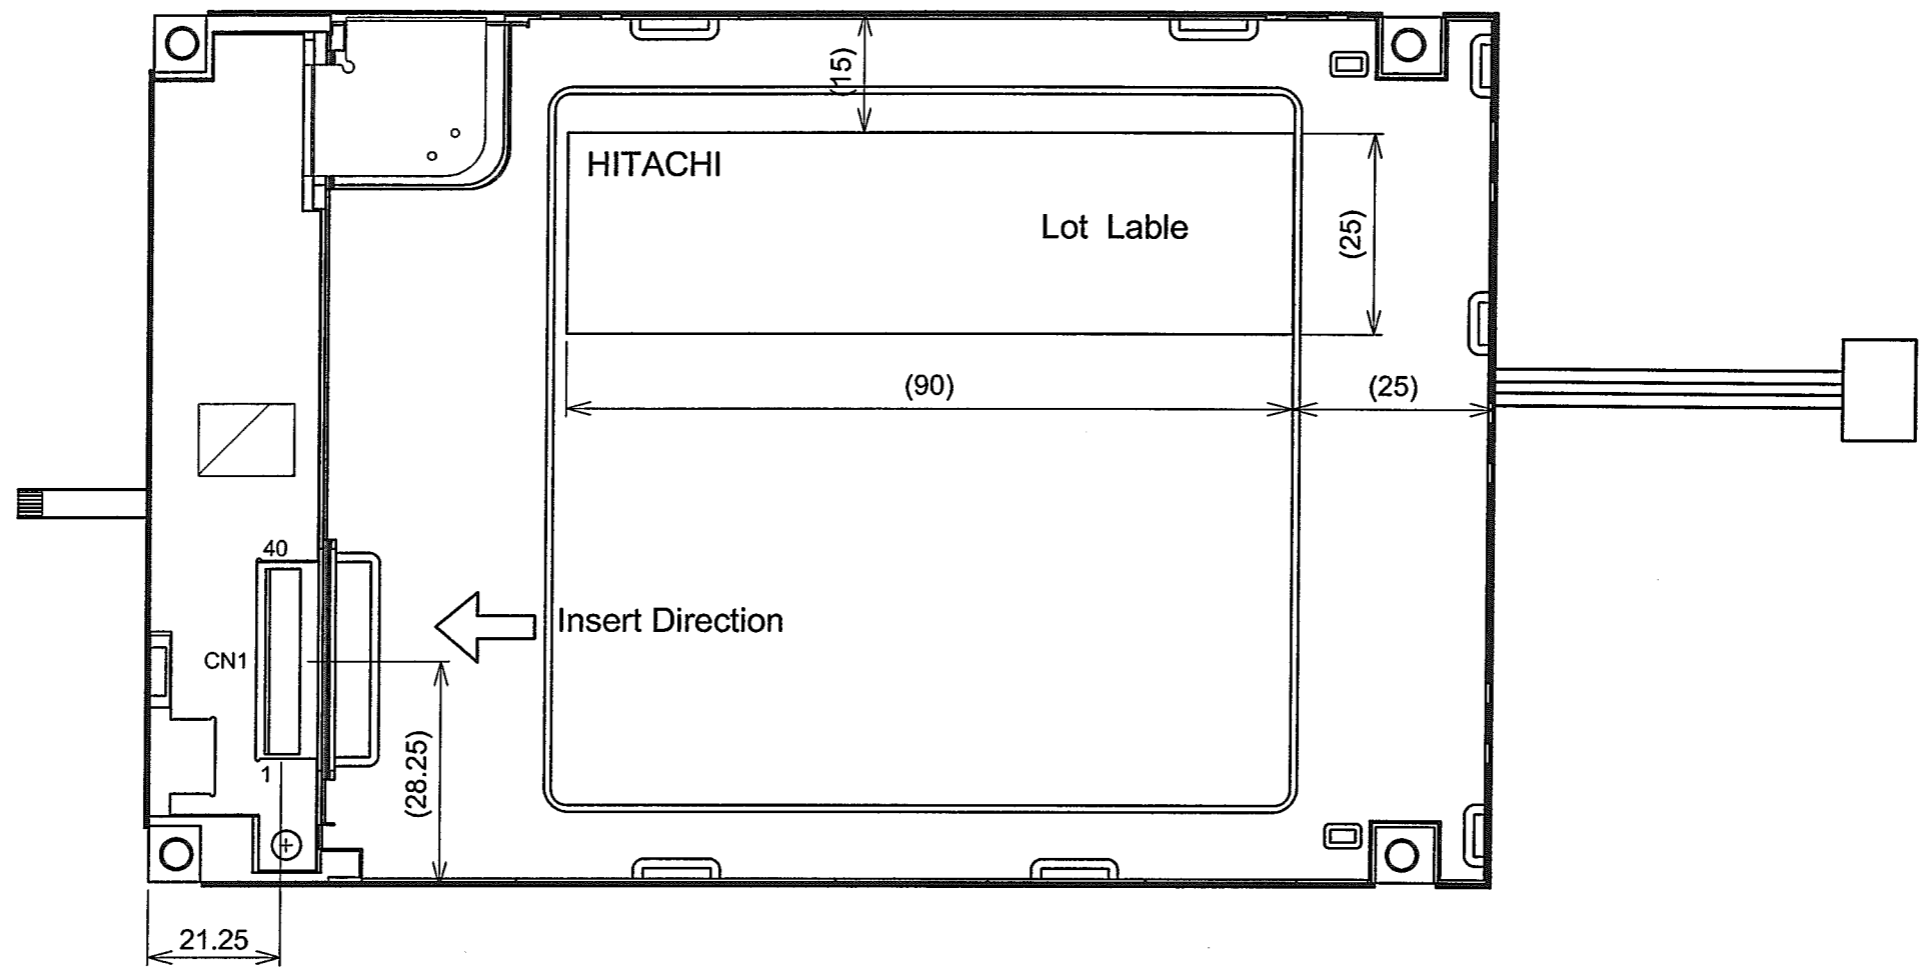 (15)
HITACHI
Lot Lable
(25)
(90)
(25)
40
Insert Direction
CN1
1
(28.25)
21.25